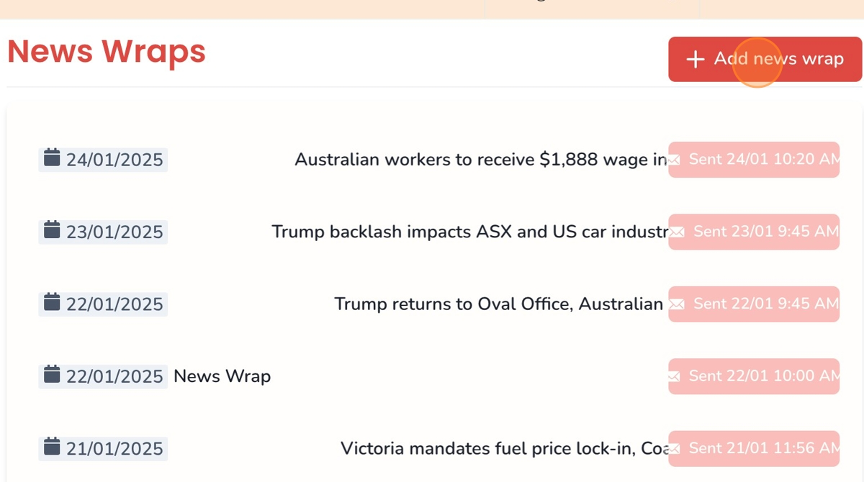 News Wraps
Add news wrap
24/01/2025 Australian workers to receive $1,888 wage in Sent 24/01 10:20 AM
23/01/2025 Trump backlash impacts ASX and US car industr Sent 23/01 9:45 AM
22/01/2025 Trump returns to Oval Office, Australian Sent 22/01 9:45 AM
22/01/2025 News Wrap Sent 22/01 10:00 AM
21/01/2025 Victoria mandates fuel price lock-in, Coa Sent 21/01 11:56 AM